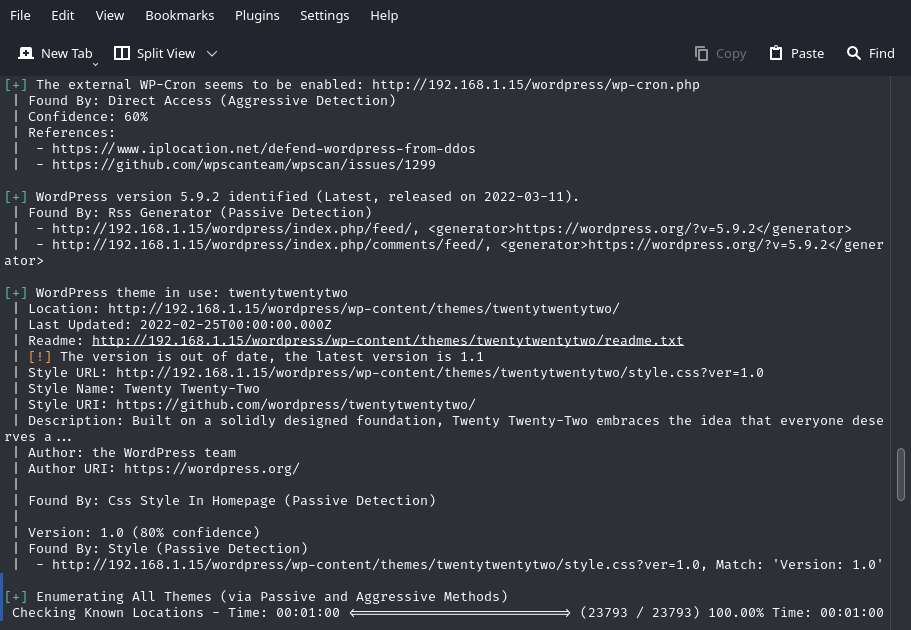 File Edit View Bookmarks Plugins Settings Help
New Tab Split View Copy Paste Find
[+] The external WP-Cron seems to be enabled: http://192.168.1.15/wordpress/wp-cron.php
| Found By: Direct Access (Aggressive Detection)
| Confidence: 60%
| References:
|  - https://www.iplocation.net/defend-wordpress-from-ddos
|  - https://github.com/wpscanteam/wpscan/issues/1299
[+] WordPress version 5.9.2 identified (Latest, released on 2022-03-11).
| Found By: Rss Generator (Passive Detection)
|  - http://192.168.1.15/wordpress/index.php/feed/, <generator>https://wordpress.org/?v=5.9.2</generator>
|  - http://192.168.1.15/wordpress/index.php/comments/feed/, <generator>https://wordpress.org/?v=5.9.2</gener
ator>
[+] WordPress theme in use: twentytwentytwo
| Location: http://192.168.1.15/wordpress/wp-content/themes/twentytwentytwo/
| Last Updated: 2022-02-25T00:00:00.000Z
| Readme: http://192.168.1.15/wordpress/wp-content/themes/twentytwentytwo/readme.txt
| [!] The version is out of date, the latest version is 1.1
| Style URL: http://192.168.1.15/wordpress/wp-content/themes/twentytwentytwo/style.css?ver=1.0
| Style Name: Twenty Twenty-Two
| Style URI: https://github.com/wordpress/twentytwentytwo/
| Description: Built on a solidly designed foundation, Twenty Twenty-Two embraces the idea that everyone dese
rves a...
| Author: the WordPress team
| Author URI: https://wordpress.org/
|
| Found By: Css Style In Homepage (Passive Detection)
|
| Version: 1.0 (80% confidence)
| Found By: Style (Passive Detection)
|  - http://192.168.1.15/wordpress/wp-content/themes/twentytwentytwo/style.css?ver=1.0, Match: 'Version: 1.0'
[+] Enumerating All Themes (via Passive and Aggressive Methods)
Checking Known Locations - Time: 00:01:00 <===========================> (23793 / 23793) 100.00% Time: 00:01:00